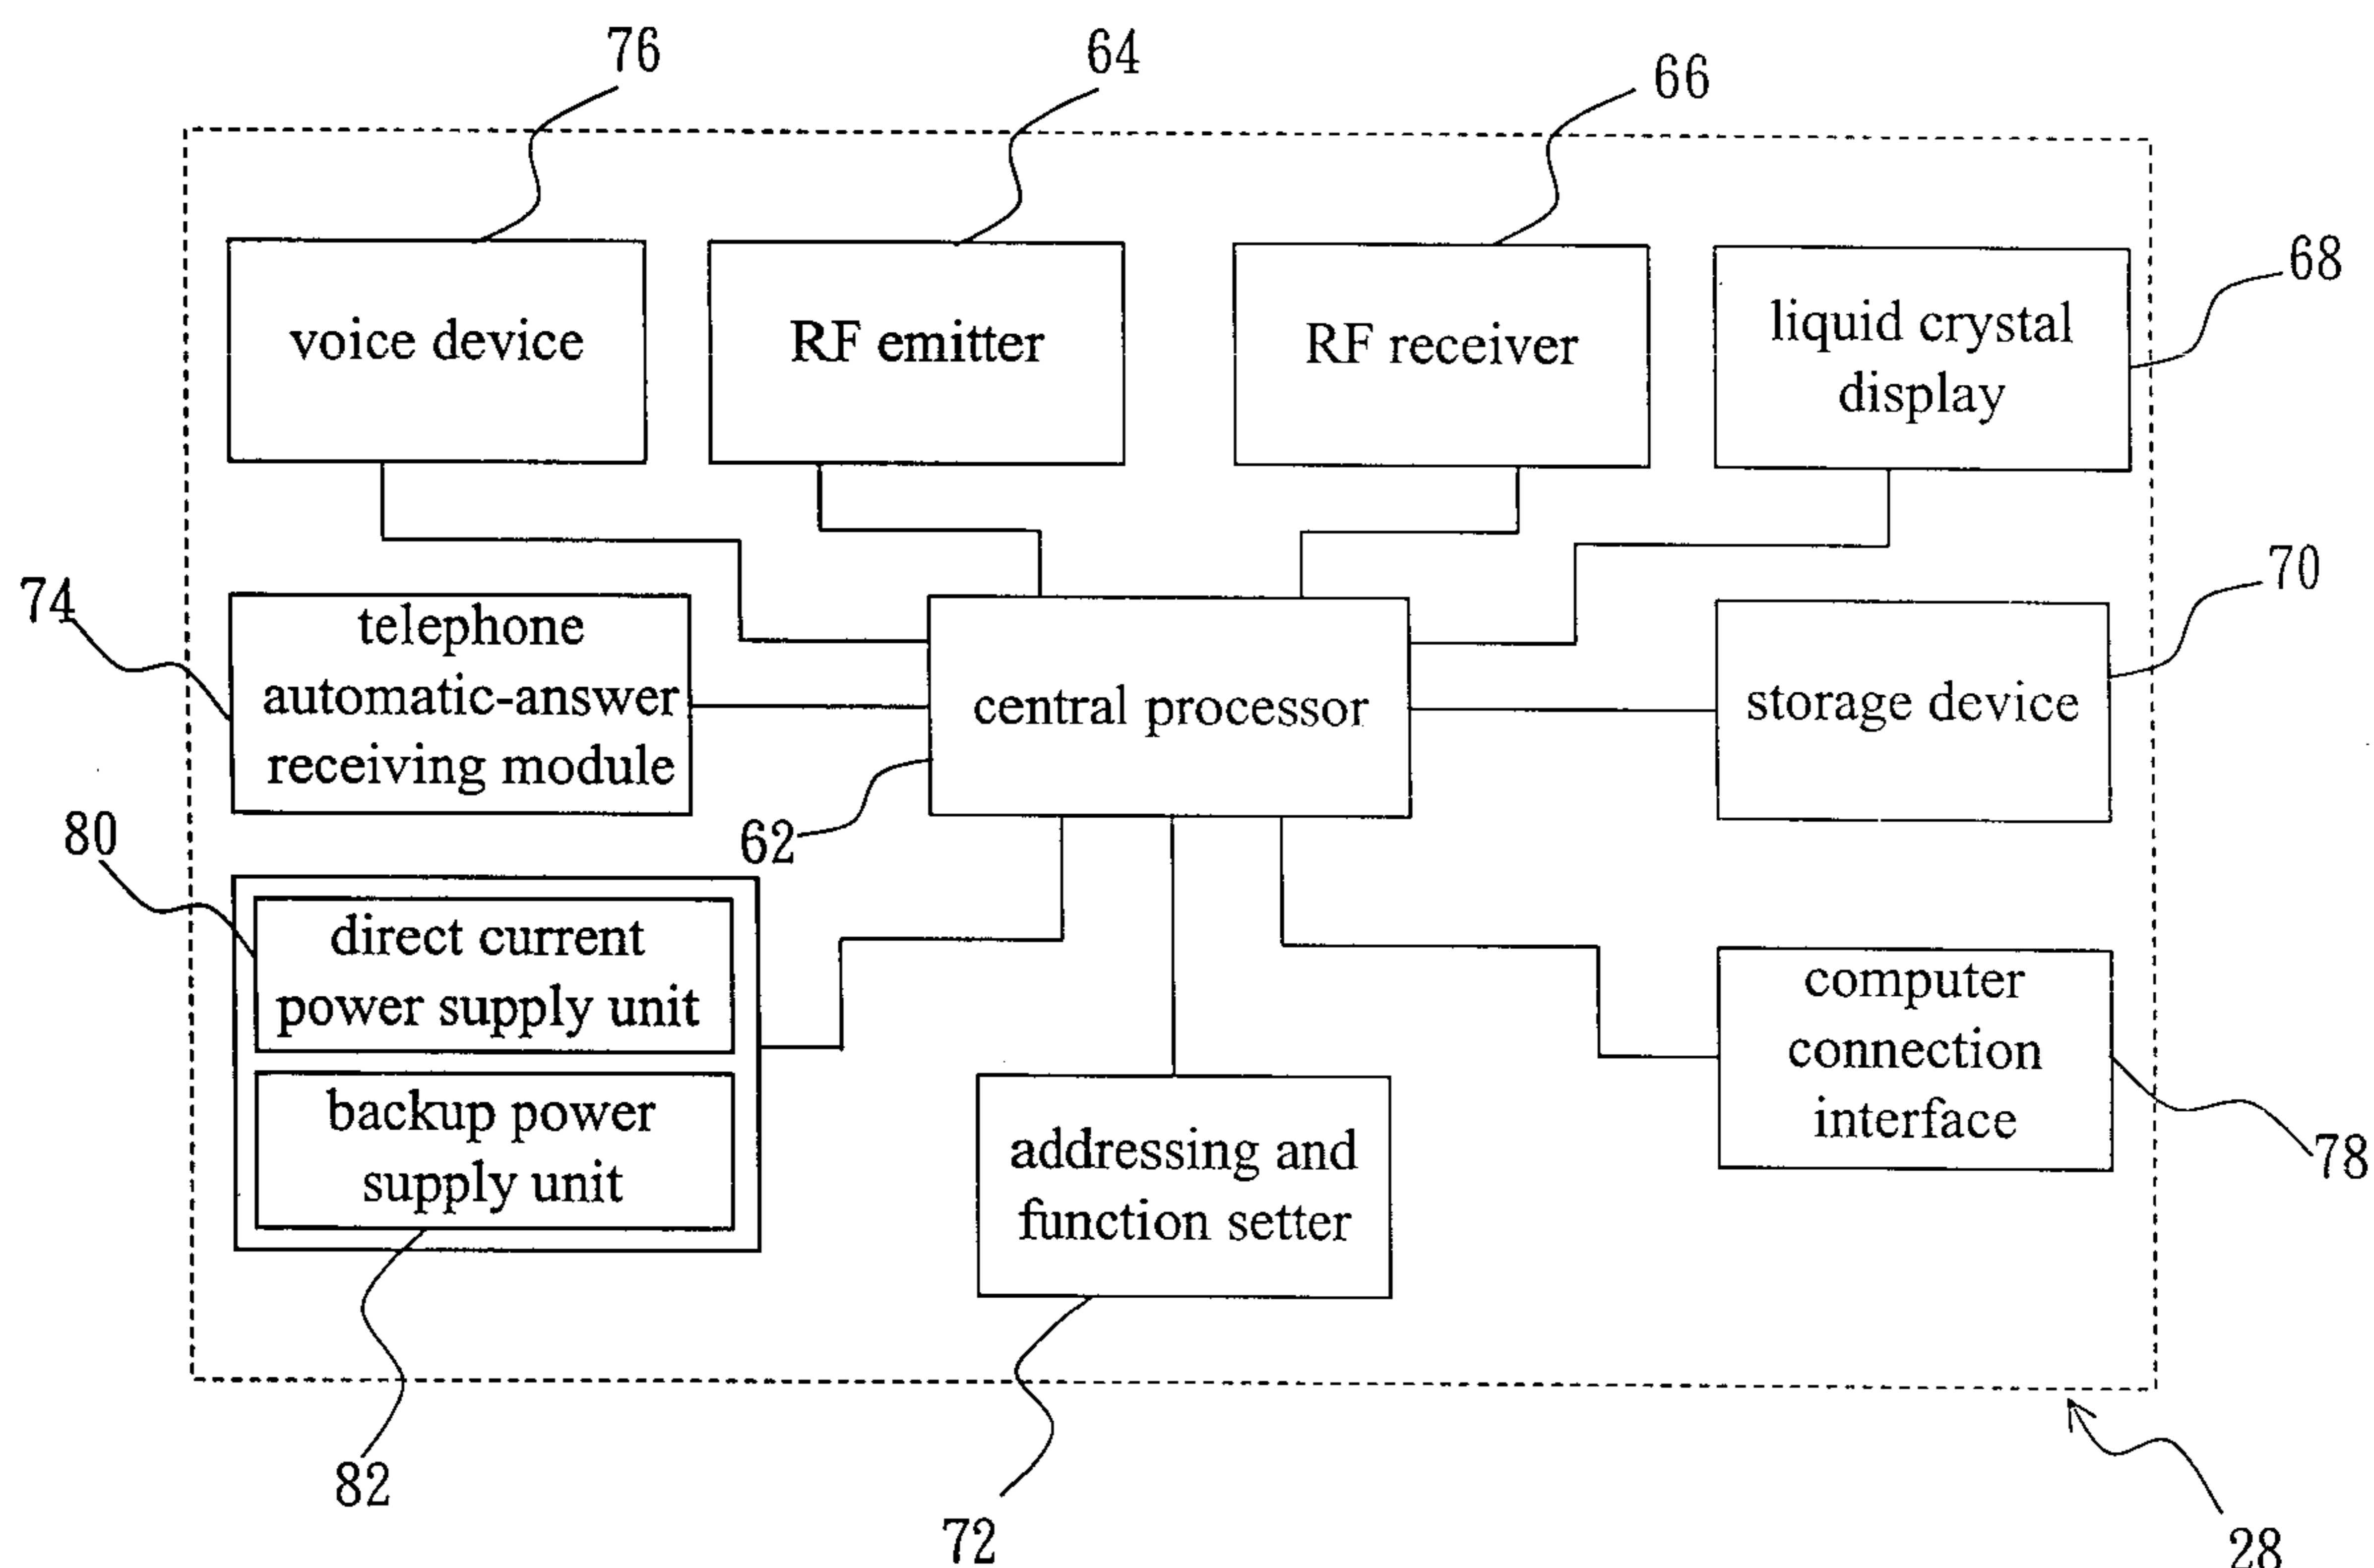 76
64
66
68
voice device
RF emitter
RF receiver
liquid crystal
display
70
74
telephone
automatic-answer
receiving module
central processor
storage device
62
80
direct current
power supply unit
backup power
supply unit
addressing and
function setter
computer
connection
interface
78
82
72
28